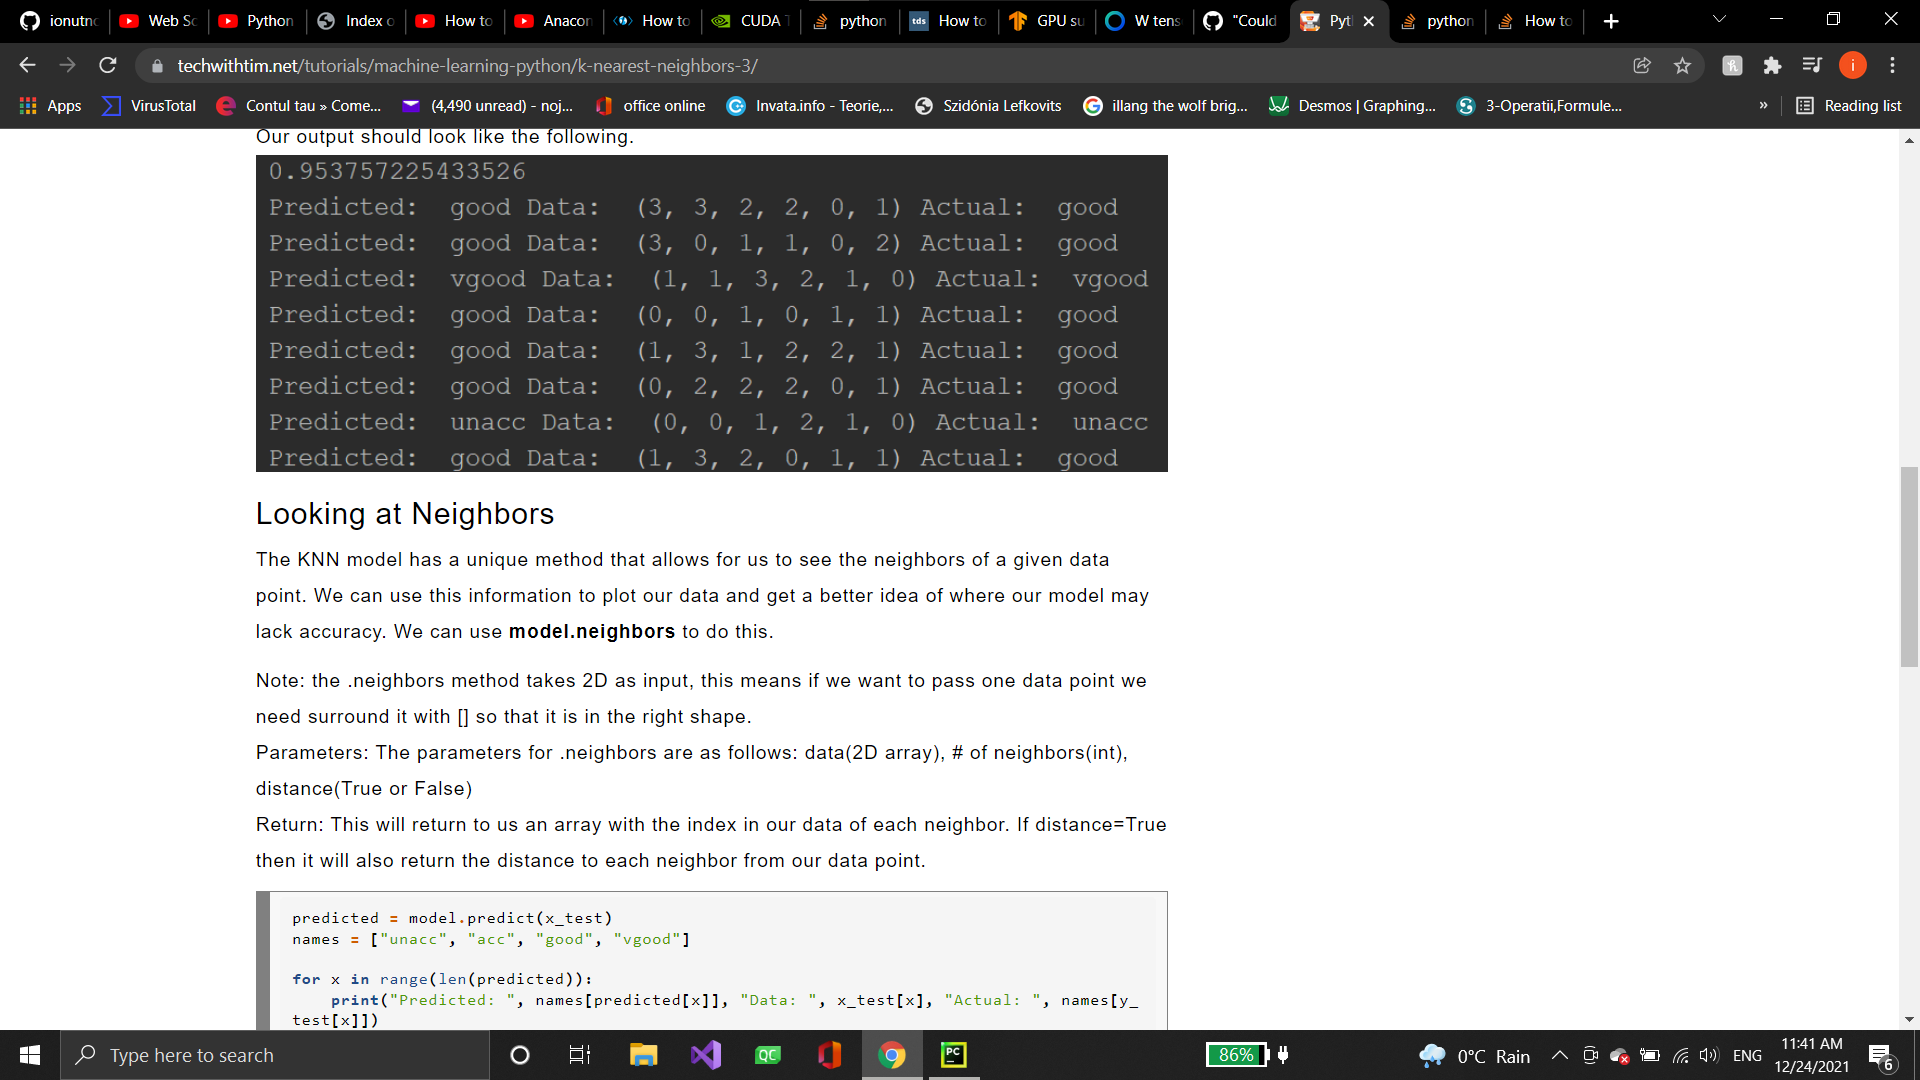 ionutnc
Web Sc
Python
Index o
How to
Anacon
How to
CUDA T
python
How to
GPU su
W tens
"Could
Pyt
python
How to
techwithtim.net/tutorials/machine-learning-python/k-nearest-neighbors-3/
Apps
VirusTotal
Contul tau » Come...
(4,490 unread) - noj...
office online
Invata.info - Teorie,...
Szidónia Lefkovits
illang the wolf brig...
Desmos | Graphing...
3-Operatii,Formule...
»
Reading list
Our output should look like the following.
0.953757225433526
Predicted:  good Data:  (3, 3, 2, 2, 0, 1) Actual:  good
Predicted:  good Data:  (3, 0, 1, 1, 0, 2) Actual:  good
Predicted:  vgood Data:  (1, 1, 3, 2, 1, 0) Actual:  vgood
Predicted:  good Data:  (0, 0, 1, 0, 1, 1) Actual:  good
Predicted:  good Data:  (1, 3, 1, 2, 2, 1) Actual:  good
Predicted:  good Data:  (0, 2, 2, 2, 0, 1) Actual:  good
Predicted:  unacc Data:  (0, 0, 1, 2, 1, 0) Actual:  unacc
Predicted:  good Data:  (1, 3, 2, 0, 1, 1) Actual:  good
Looking at Neighbors
The KNN model has a unique method that allows for us to see the neighbors of a given data
point. We can use this information to plot our data and get a better idea of where our model may
lack accuracy. We can use model.neighbors to do this.
Note: the .neighbors method takes 2D as input, this means if we want to pass one data point we
need surround it with [] so that it is in the right shape.
Parameters: The parameters for .neighbors are as follows: data(2D array), # of neighbors(int),
distance(True or False)
Return: This will return to us an array with the index in our data of each neighbor. If distance=True
then it will also return the distance to each neighbor from our data point.
predicted = model.predict(x_test)
names = ["unacc", "acc", "good", "vgood"]
for x in range(len(predicted)):
    print("Predicted: ", names[predicted[x]], "Data: ", x_test[x], "Actual: ", names[y_
test[x]])
Type here to search
86%
0°C Rain
ENG
11:41 AM
12/24/2021
6